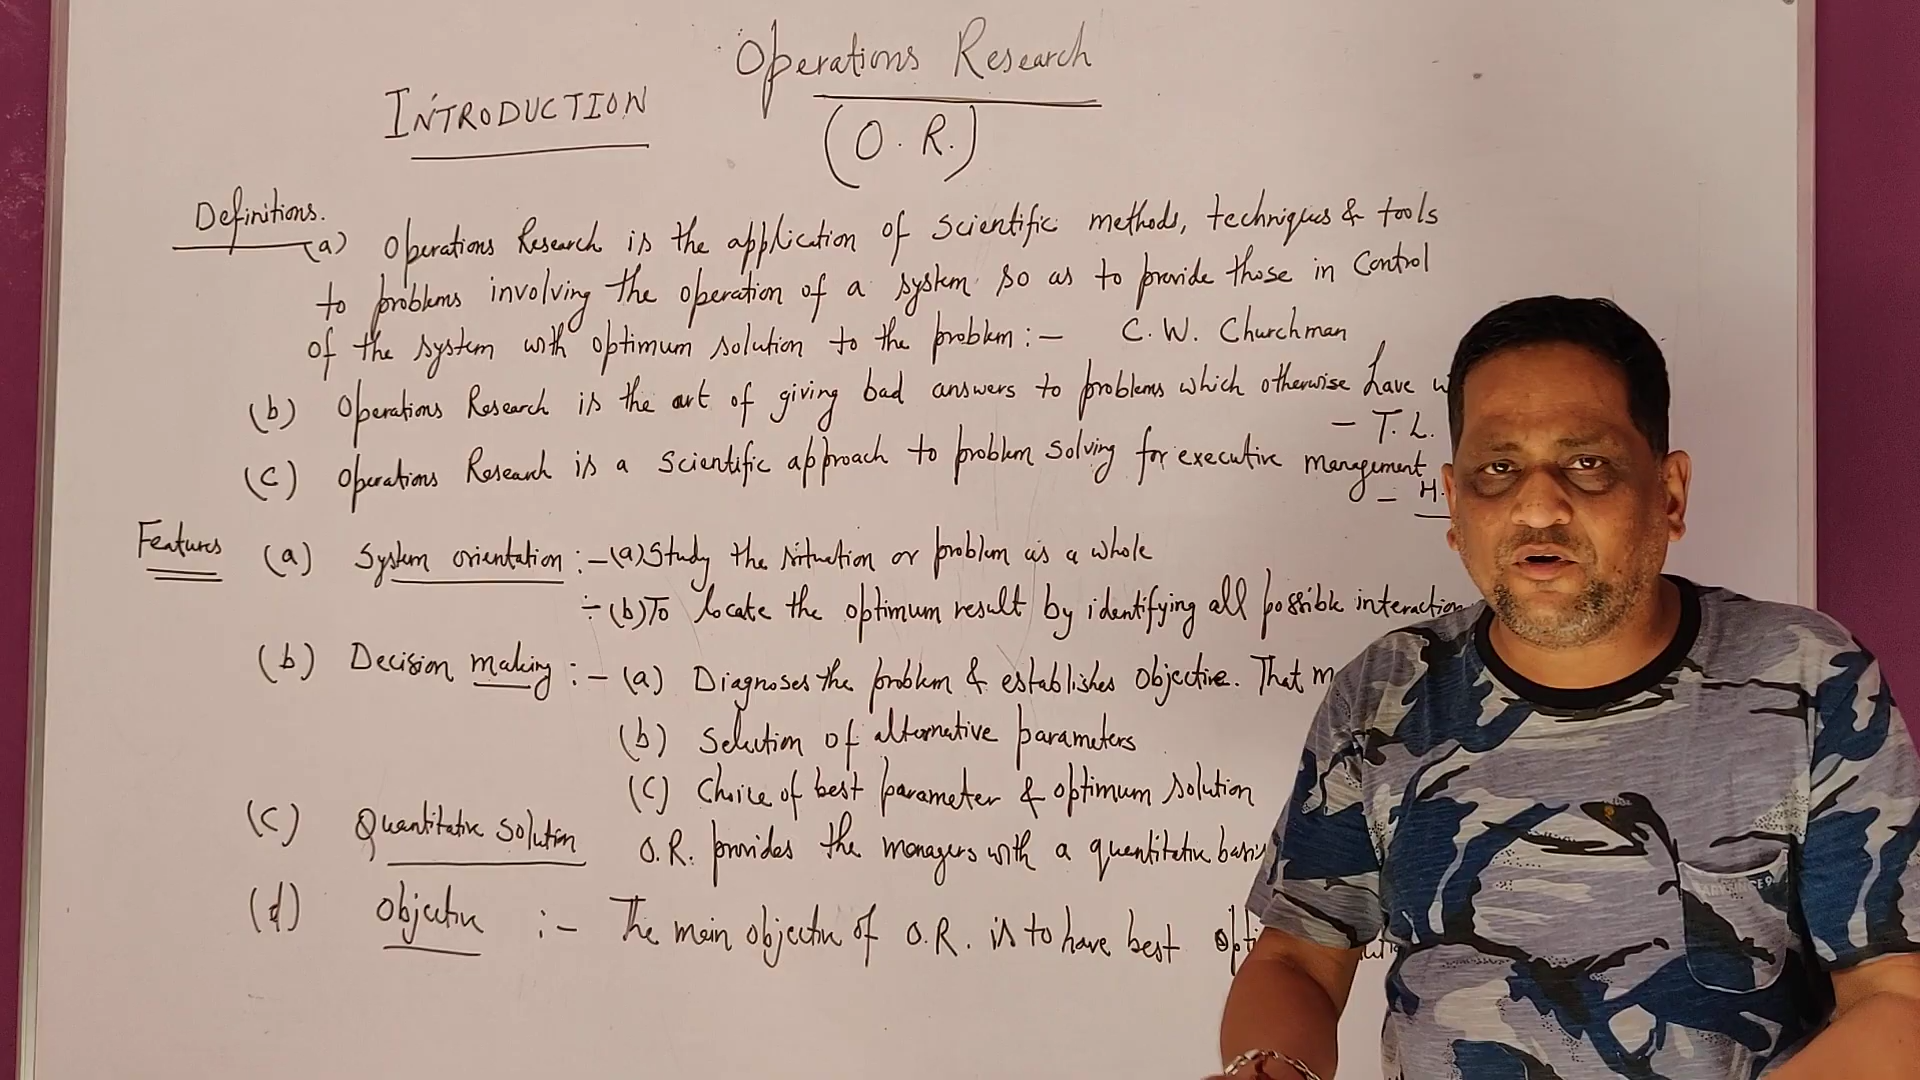 Operations Research
INTRODUCTION
(O. R.)
Definitions.
(a) Operations Research is the application of scientific methods, techniques & tools
to problems involving the operation of a system so as to provide those in Control
of the system with optimum solution to the problem :- C. W. Churchman
(b) Operations Research is the art of giving bad answers to problems which otherwise have
- T. L.
(c) Operations Research is a Scientific approach to problem solving for executive management
- H.
Features (a) System orientation :- (a) Study the situation or problem as a whole
÷ (b) To locate the optimum result by identifying all possible interaction
(b) Decision making :- (a) Diagnoses the problem & establishes objective. That
(b) Selection of alternative parameters
(c) Choice of best parameter & optimum solution
(c) Quantitative solution O.R. provides the managers with a quantitative basis
(d) Objective :- The main objective of O.R. is to have best